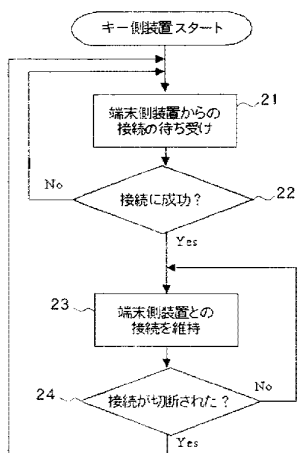 キー側装置スタート
21
端末側装置からの
接続の待ち受け
No
接続に成功？
22
Yes
23
端末側装置との
接続を維持
No
24
接続が切断された？
Yes